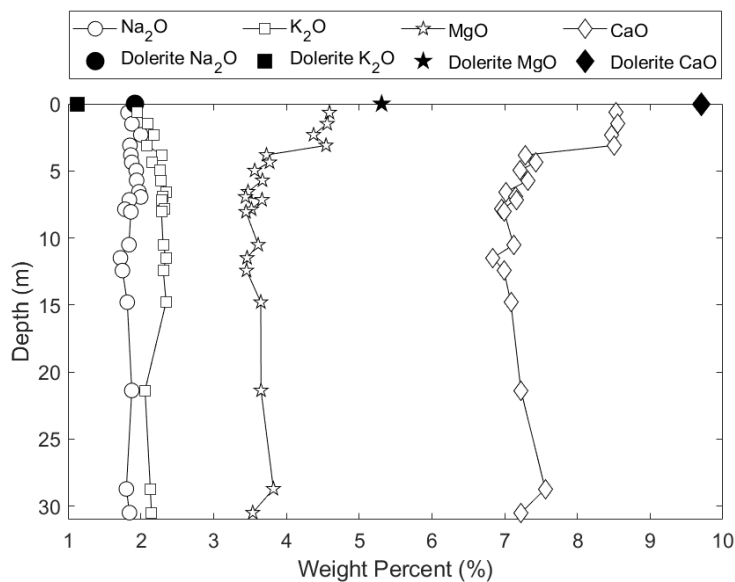 Na₂O K₂O MgO CaO
Dolerite Na₂O Dolerite K₂O Dolerite MgO Dolerite CaO
0
5
10
15
20
25
30
Depth (m)
1 2 3 4 5 6 7 8 9 10
Weight Percent (%)